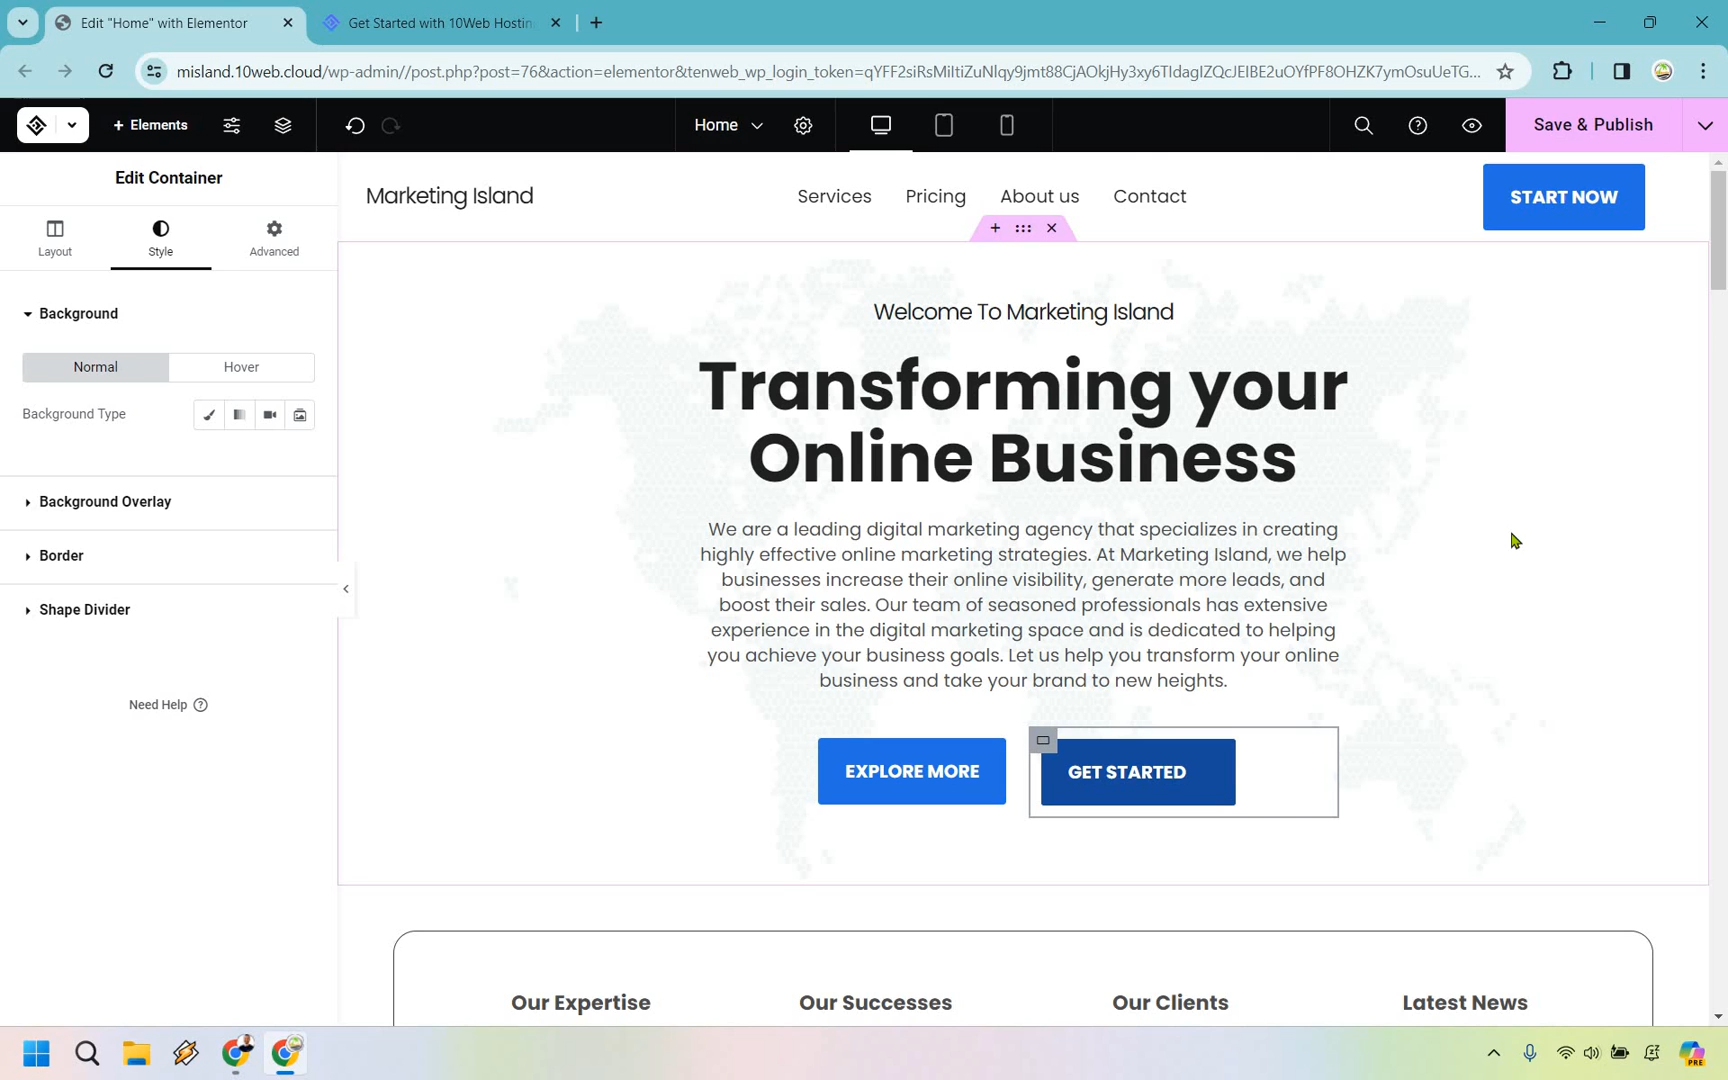 Edit "Home" with Elementor
Get Started with 10Web Hostin
misland.10web.cloud/wp-admin//post.php?post=76&action=elementor&tenweb_wp_login_token=qYFF2siRsMiItiZuNlqy9jmt88CjAOkjHy3xy6TIdagIZQcJEIBE2uOYfPF8OHZK7ymOsuUeTG...
+ Elements
Home
Save & Publish
Edit Container
Layout
Style
Advanced
Background
Normal
Hover
Background Type
Background Overlay
Border
Shape Divider
Need Help
Marketing Island
Services
Pricing
About us
Contact
START NOW
Welcome To Marketing Island
Transforming your
Online Business
We are a leading digital marketing agency that specializes in creating
highly effective online marketing strategies. At Marketing Island, we help
businesses increase their online visibility, generate more leads, and
boost their sales. Our team of seasoned professionals has extensive
experience in the digital marketing space and is dedicated to helping
you achieve your business goals. Let us help you transform your online
business and take your brand to new heights.
EXPLORE MORE
GET STARTED
Our Expertise
Our Successes
Our Clients
Latest News
PRE